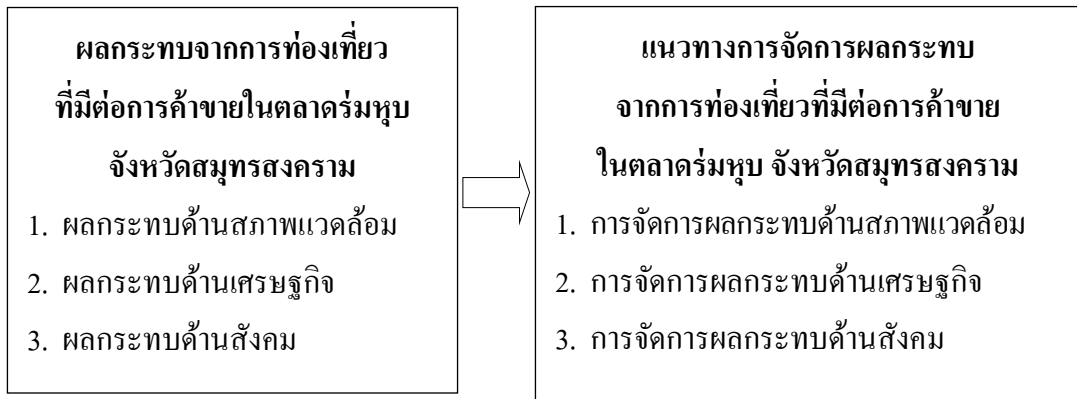 ผลกระทบจากการท่องเที่ยว
ที่มีต่อการค้าขายในตลาดร่มหุบ
จังหวัดสมุทรสงคราม
1. ผลกระทบด้านสภาพแวดล้อม
2. ผลกระทบด้านเศรษฐกิจ
3. ผลกระทบด้านสังคม
แนวทางการจัดการผลกระทบ
จากการท่องเที่ยวที่มีต่อการค้าขาย
ในตลาดร่มหุบ จังหวัดสมุทรสงคราม
1. การจัดการผลกระทบด้านสภาพแวดล้อม
2. การจัดการผลกระทบด้านเศรษฐกิจ
3. การจัดการผลกระทบด้านสังคม